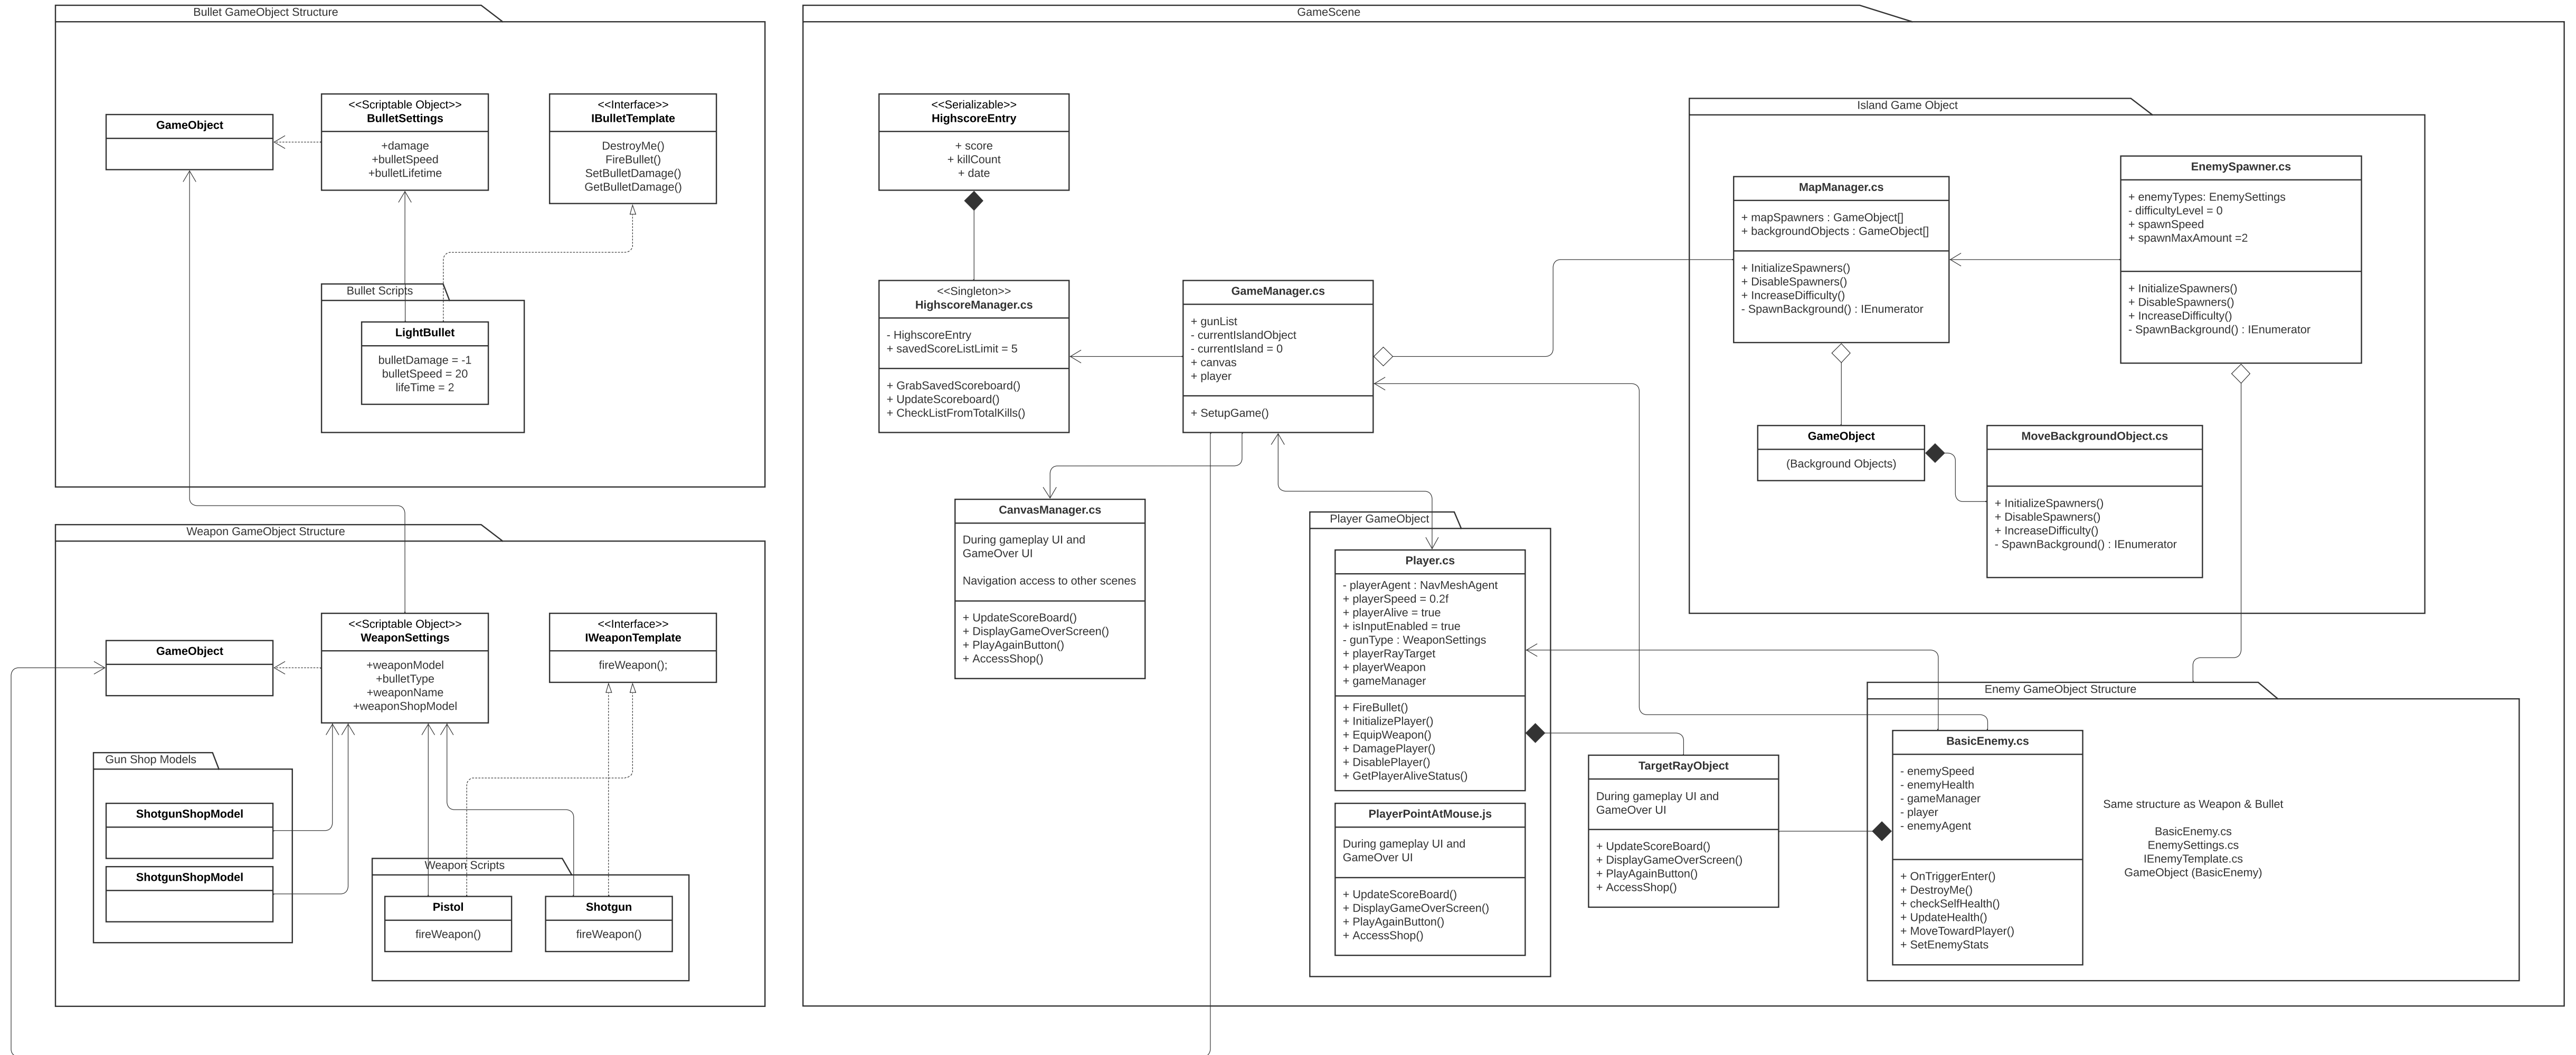 Bullet GameObject Structure
GameObject
<<Scriptable Object>>
BulletSettings
+damage
+bulletSpeed
+bulletLifetime
<<Interface>>
IBulletTemplate
DestroyMe()
FireBullet()
SetBulletDamage()
GetBulletDamage()
Bullet Scripts
LightBullet
bulletDamage = -1
bulletSpeed = 20
lifeTime = 2
Weapon GameObject Structure
GameObject
<<Scriptable Object>>
WeaponSettings
+weaponModel
+bulletType
+weaponName
+weaponShopModel
<<Interface>>
IWeaponTemplate
fireWeapon();
Gun Shop Models
ShotgunShopModel
ShotgunShopModel
Weapon Scripts
Pistol
fireWeapon()
Shotgun
fireWeapon()
GameScene
<<Serializable>>
HighscoreEntry
+ score
+ killCount
+ date
<<Singleton>>
HighscoreManager.cs
- HighscoreEntry
+ savedScoreListLimit = 5
+ GrabSavedScoreboard()
+ UpdateScoreboard()
+ CheckListFromTotalKills()
GameManager.cs
+ gunList
- currentIslandObject
- currentIsland = 0
+ canvas
+ player
+ SetupGame()
CanvasManager.cs
During gameplay UI and
GameOver UI
Navigation access to other scenes
+ UpdateScoreBoard()
+ DisplayGameOverScreen()
+ PlayAgainButton()
+ AccessShop()
Player GameObject
Player.cs
- playerAgent : NavMeshAgent
+ playerSpeed = 0.2f
+ playerAlive = true
+ isInputEnabled = true
- gunType : WeaponSettings
+ playerRayTarget
+ playerWeapon
+ gameManager
+ FireBullet()
+ InitializePlayer()
+ EquipWeapon()
+ DamagePlayer()
+ DisablePlayer()
+ GetPlayerAliveStatus()
PlayerPointAtMouse.js
During gameplay UI and
GameOver UI
+ UpdateScoreBoard()
+ DisplayGameOverScreen()
+ PlayAgainButton()
+ AccessShop()
TargetRayObject
During gameplay UI and
GameOver UI
+ UpdateScoreBoard()
+ DisplayGameOverScreen()
+ PlayAgainButton()
+ AccessShop()
Island Game Object
MapManager.cs
+ mapSpawners : GameObject[]
+ backgroundObjects : GameObject[]
+ InitializeSpawners()
+ DisableSpawners()
+ IncreaseDifficulty()
- SpawnBackground() : IEnumerator
EnemySpawner.cs
+ enemyTypes: EnemySettings
- difficultyLevel = 0
+ spawnSpeed
+ spawnMaxAmount =2
+ InitializeSpawners()
+ DisableSpawners()
+ IncreaseDifficulty()
- SpawnBackground() : IEnumerator
GameObject
(Background Objects)
MoveBackgroundObject.cs
+ InitializeSpawners()
+ DisableSpawners()
+ IncreaseDifficulty()
- SpawnBackground() : IEnumerator
Enemy GameObject Structure
BasicEnemy.cs
- enemySpeed
- enemyHealth
- gameManager
- player
- enemyAgent
+ OnTriggerEnter()
+ DestroyMe()
+ checkSelfHealth()
+ UpdateHealth()
+ MoveTowardPlayer()
+ SetEnemyStats
Same structure as Weapon & Bullet
BasicEnemy.cs
EnemySettings.cs
IEnemyTemplate.cs
GameObject (BasicEnemy)